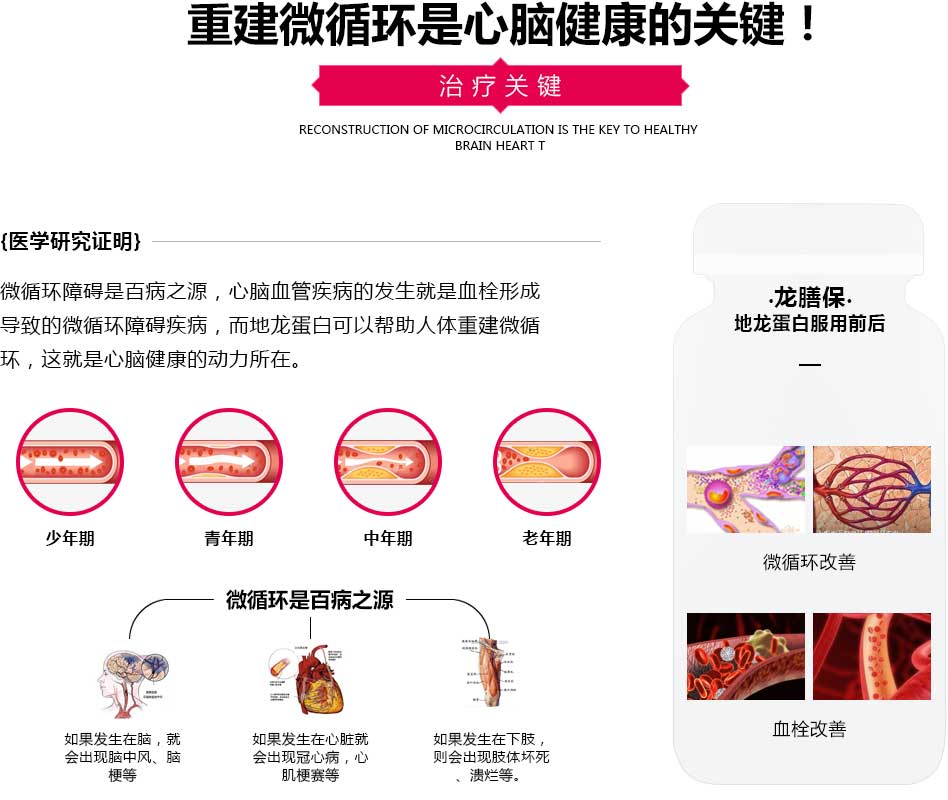 重建微循环是心脑健康的关键！
治疗关键
RECONSTRUCTION OF MICROCIRCULATION IS THE KEY TO HEALTHY
BRAIN HEART T
{医学研究证明}
微循环障碍是百病之源，心脑血管疾病的发生就是血栓形成
导致的微循环障碍疾病，而地龙蛋白可以帮助人体重建微循
环，这就是心脑健康的动力所在。
少年期
青年期
中年期
老年期
微循环是百病之源
如果发生在脑，就
会出现脑中风、脑
梗等
如果发生在心脏就
会出现冠心病，心
肌梗赛等
如果发生在下肢，
则会出现肢体坏死
、溃烂等。
·龙膳保·
地龙蛋白服用前后
微循环改善
血栓改善